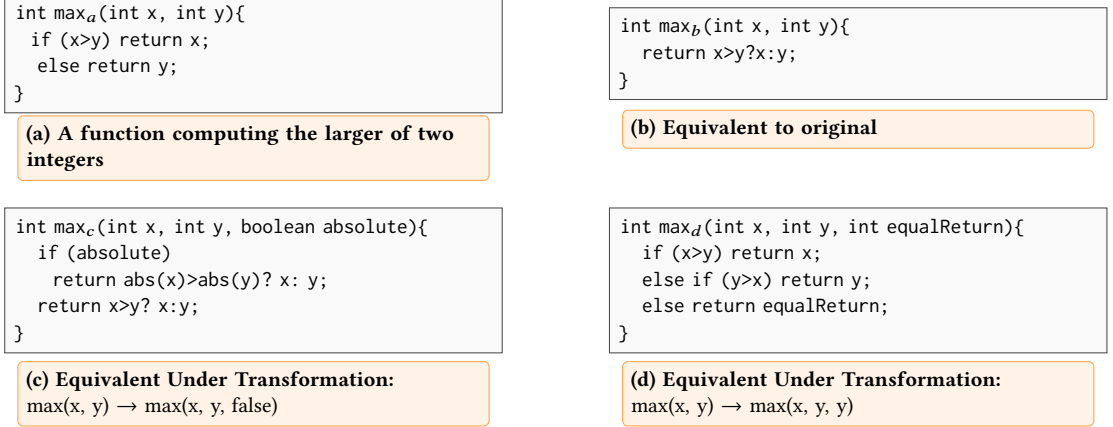 int maxₐ(int x, int y){
if (x>y) return x;
else return y;
}
(a) A function computing the larger of two
integers
int max_b(int x, int y){
return x>y?x:y;
}
(b) Equivalent to original
int max_c(int x, int y, boolean absolute){
if (absolute)
return abs(x)>abs(y)? x: y;
return x>y? x:y;
}
(c) Equivalent Under Transformation:
max(x, y) → max(x, y, false)
int max_d(int x, int y, int equalReturn){
if (x>y) return x;
else if (y>x) return y;
else return equalReturn;
}
(d) Equivalent Under Transformation:
max(x, y) → max(x, y, y)